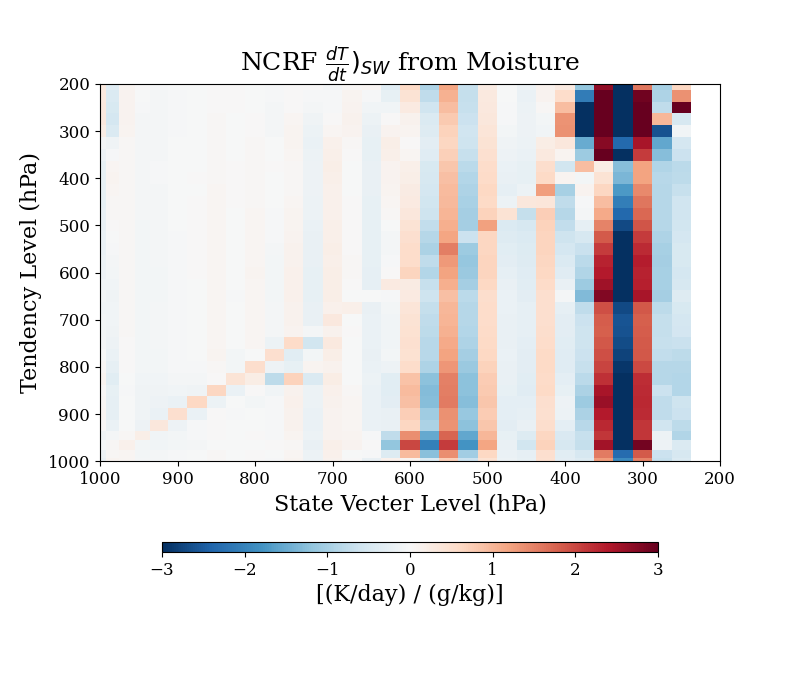 NCRF $\frac{dT}{dt})_{SW}$ from Moisture
200
300
400
500
600
700
800
900
1000
Tendency Level (hPa)
1000 900 800 700 600 500 400 300 200
State Vecter Level (hPa)
−3 −2 −1 0 1 2 3
[(K/day) / (g/kg)]